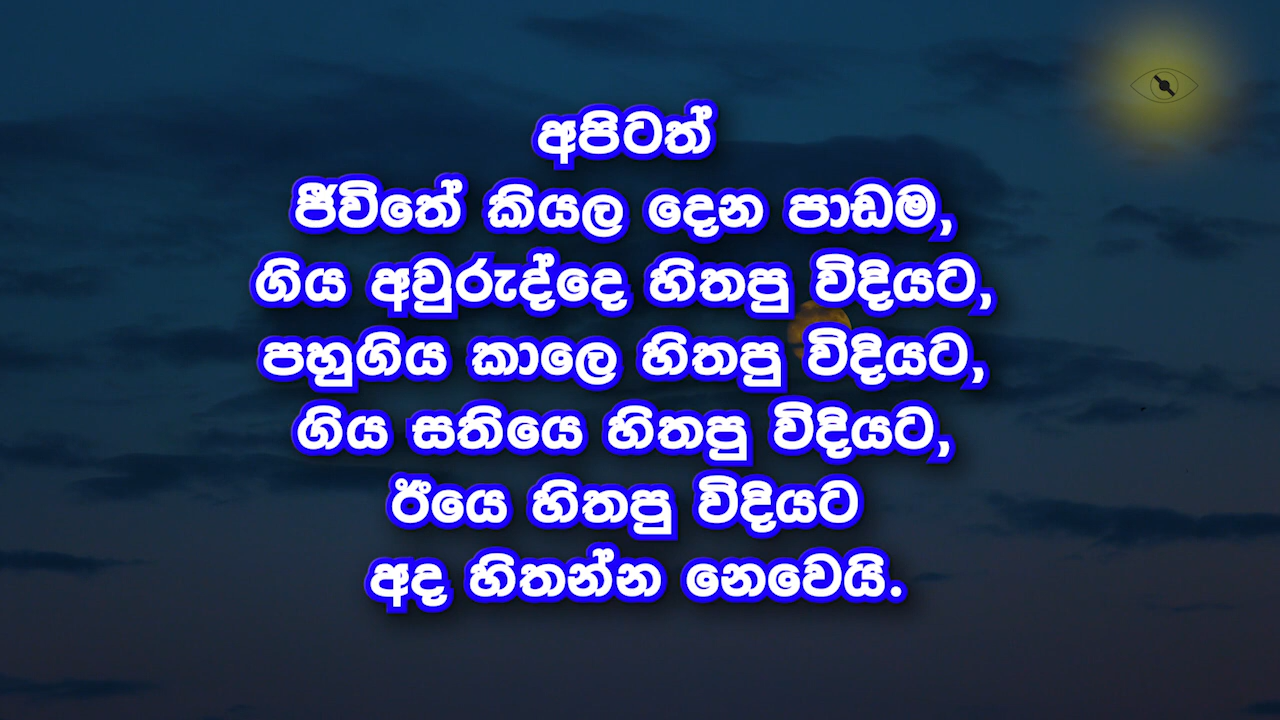 අපිටත්
ජීවිතේ කියල දෙන පාඩම,
ගිය අවුරුද්දෙ හිතපු විදියට,
පහුගිය කාලෙ හිතපු විදියට,
ගිය සතියෙ හිතපු විදියට,
ඊයෙ හිතපු විදියට
අද හිතන්න නෙවෙයි.